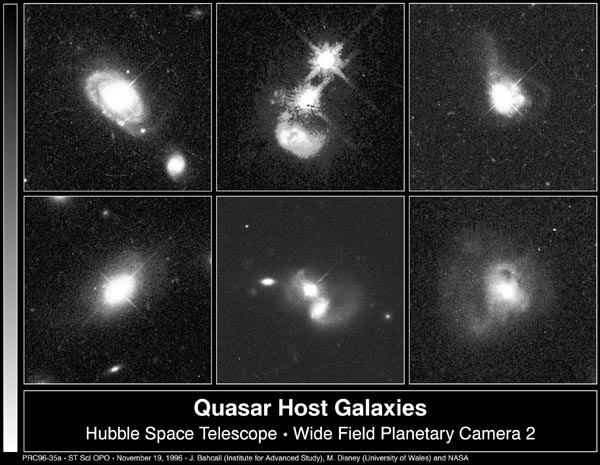 Quasar Host Galaxies
Hubble Space Telescope • Wide Field Planetary Camera 2
PRC96-35a • ST ScI OPO • November 19, 1996 • J. Bahcall (Institute for Advanced Study), M. Disney (University of Wales) and NASA